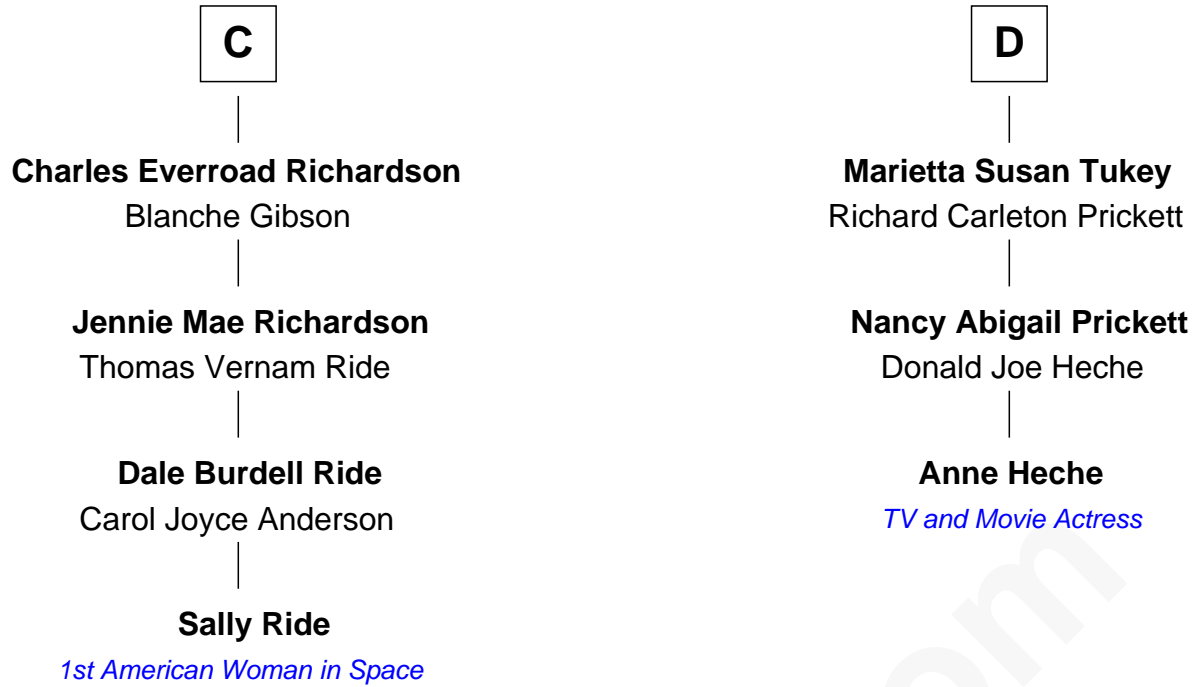 C
Charles Everroad Richardson
Blanche Gibson
Jennie Mae Richardson
Thomas Vernam Ride
Dale Burdell Ride
Carol Joyce Anderson
Sally Ride
1st American Woman in Space
D
Marietta Susan Tukey
Richard Carleton Prickett
Nancy Abigail Prickett
Donald Joe Heche
Anne Heche
TV and Movie Actress
om